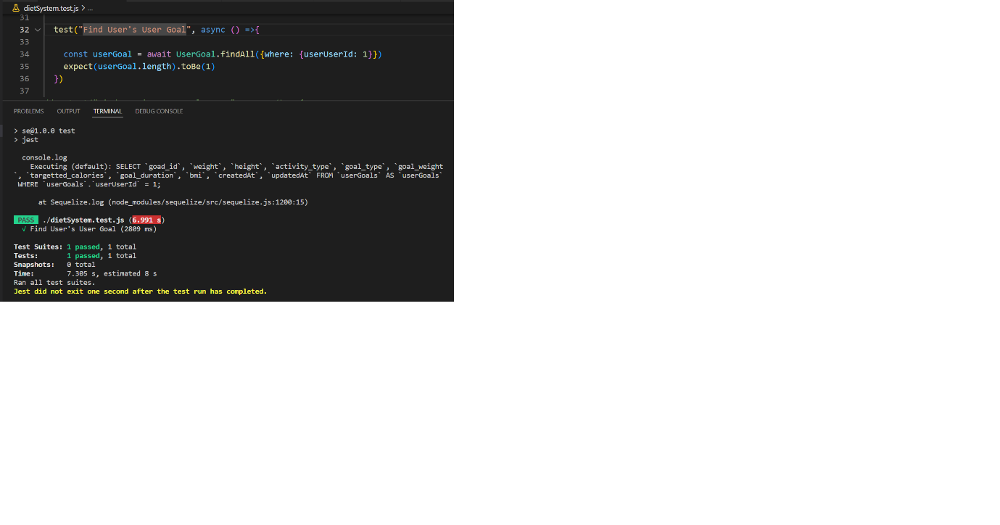 dietSystem.test.js > ...
31
32 test("Find User's User Goal", async () =>{
33
34 const userGoal = await UserGoal.findAll({where: {userUserId: 1}})
35 expect(userGoal.length).toBe(1)
36 })
37
PROBLEMS OUTPUT TERMINAL DEBUG CONSOLE
> se@1.0.0 test
> jest
console.log
Executing (default): SELECT `goad_id`, `weight`, `height`, `activity_type`, `goal_type`, `goal_weight
`, `targetted_calories`, `goal_duration`, `bmi`, `createdAt`, `updatedAt` FROM `userGoals` AS `userGoals`
WHERE `userGoals`.`userUserId` = 1;
at Sequelize.log (node_modules/sequelize/src/sequelize.js:1200:15)
PASS ./dietSystem.test.js (6.991 s)
√ Find User's User Goal (2809 ms)
Test Suites: 1 passed, 1 total
Tests: 1 passed, 1 total
Snapshots: 0 total
Time: 7.305 s, estimated 8 s
Ran all test suites.
Jest did not exit one second after the test run has completed.